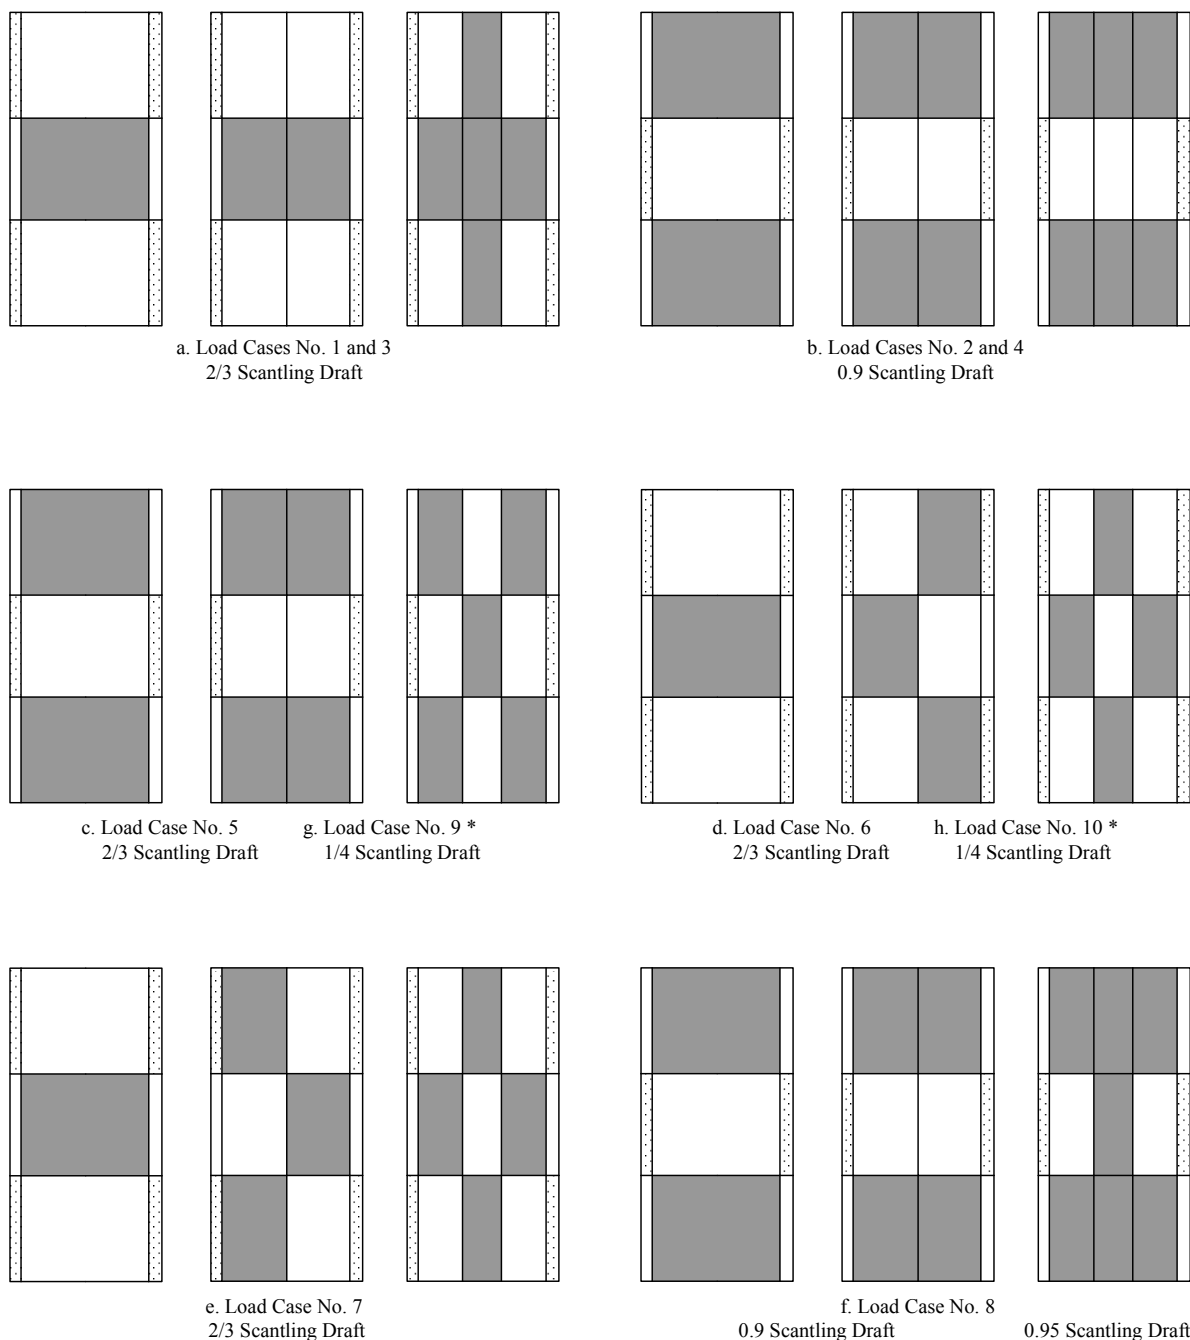 a. Load Cases No. 1 and 3
2/3 Scantling Draft
b. Load Cases No. 2 and 4
0.9 Scantling Draft
c. Load Case No. 5
2/3 Scantling Draft
g. Load Case No. 9 *
1/4 Scantling Draft
d. Load Case No. 6
2/3 Scantling Draft
h. Load Case No. 10 *
1/4 Scantling Draft
e. Load Case No. 7
2/3 Scantling Draft
f. Load Case No. 8
0.9 Scantling Draft
0.95 Scantling Draft